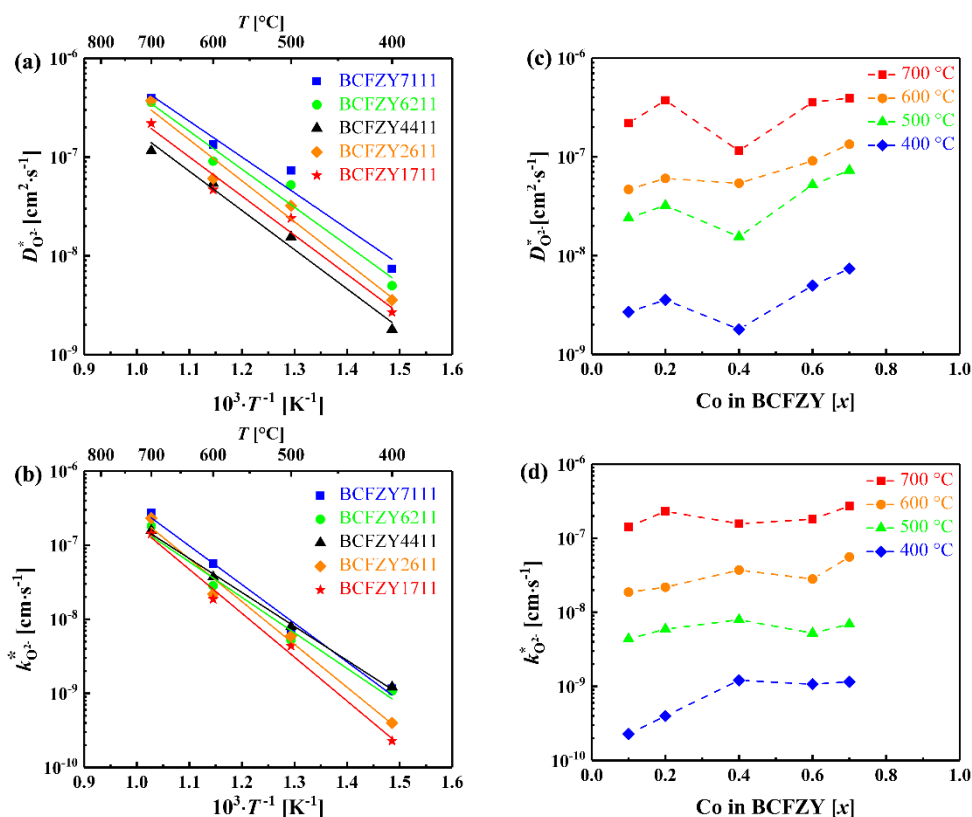 T [°C]
800 700 600 500 400
(a)
10⁻⁶
10⁻⁷
10⁻⁸
10⁻⁹
D*O²⁻ [cm²·s⁻¹]
BCFZY7111
BCFZY6211
BCFZY4411
BCFZY2611
BCFZY1711
0.9 1.0 1.1 1.2 1.3 1.4 1.5 1.6
10³·T⁻¹ [K⁻¹]
(c)
10⁻⁶
10⁻⁷
10⁻⁸
10⁻⁹
D*O²⁻ [cm²·s⁻¹]
700 °C
600 °C
500 °C
400 °C
0.0 0.2 0.4 0.6 0.8 1.0
Co in BCFZY [x]
T [°C]
800 700 600 500 400
(b)
10⁻⁶
10⁻⁷
10⁻⁸
10⁻⁹
10⁻¹⁰
k*O²⁻ [cm·s⁻¹]
BCFZY7111
BCFZY6211
BCFZY4411
BCFZY2611
BCFZY1711
0.9 1.0 1.1 1.2 1.3 1.4 1.5 1.6
10³·T⁻¹ [K⁻¹]
(d)
10⁻⁶
10⁻⁷
10⁻⁸
10⁻⁹
10⁻¹⁰
k*O²⁻ [cm·s⁻¹]
700 °C
600 °C
500 °C
400 °C
0.0 0.2 0.4 0.6 0.8 1.0
Co in BCFZY [x]